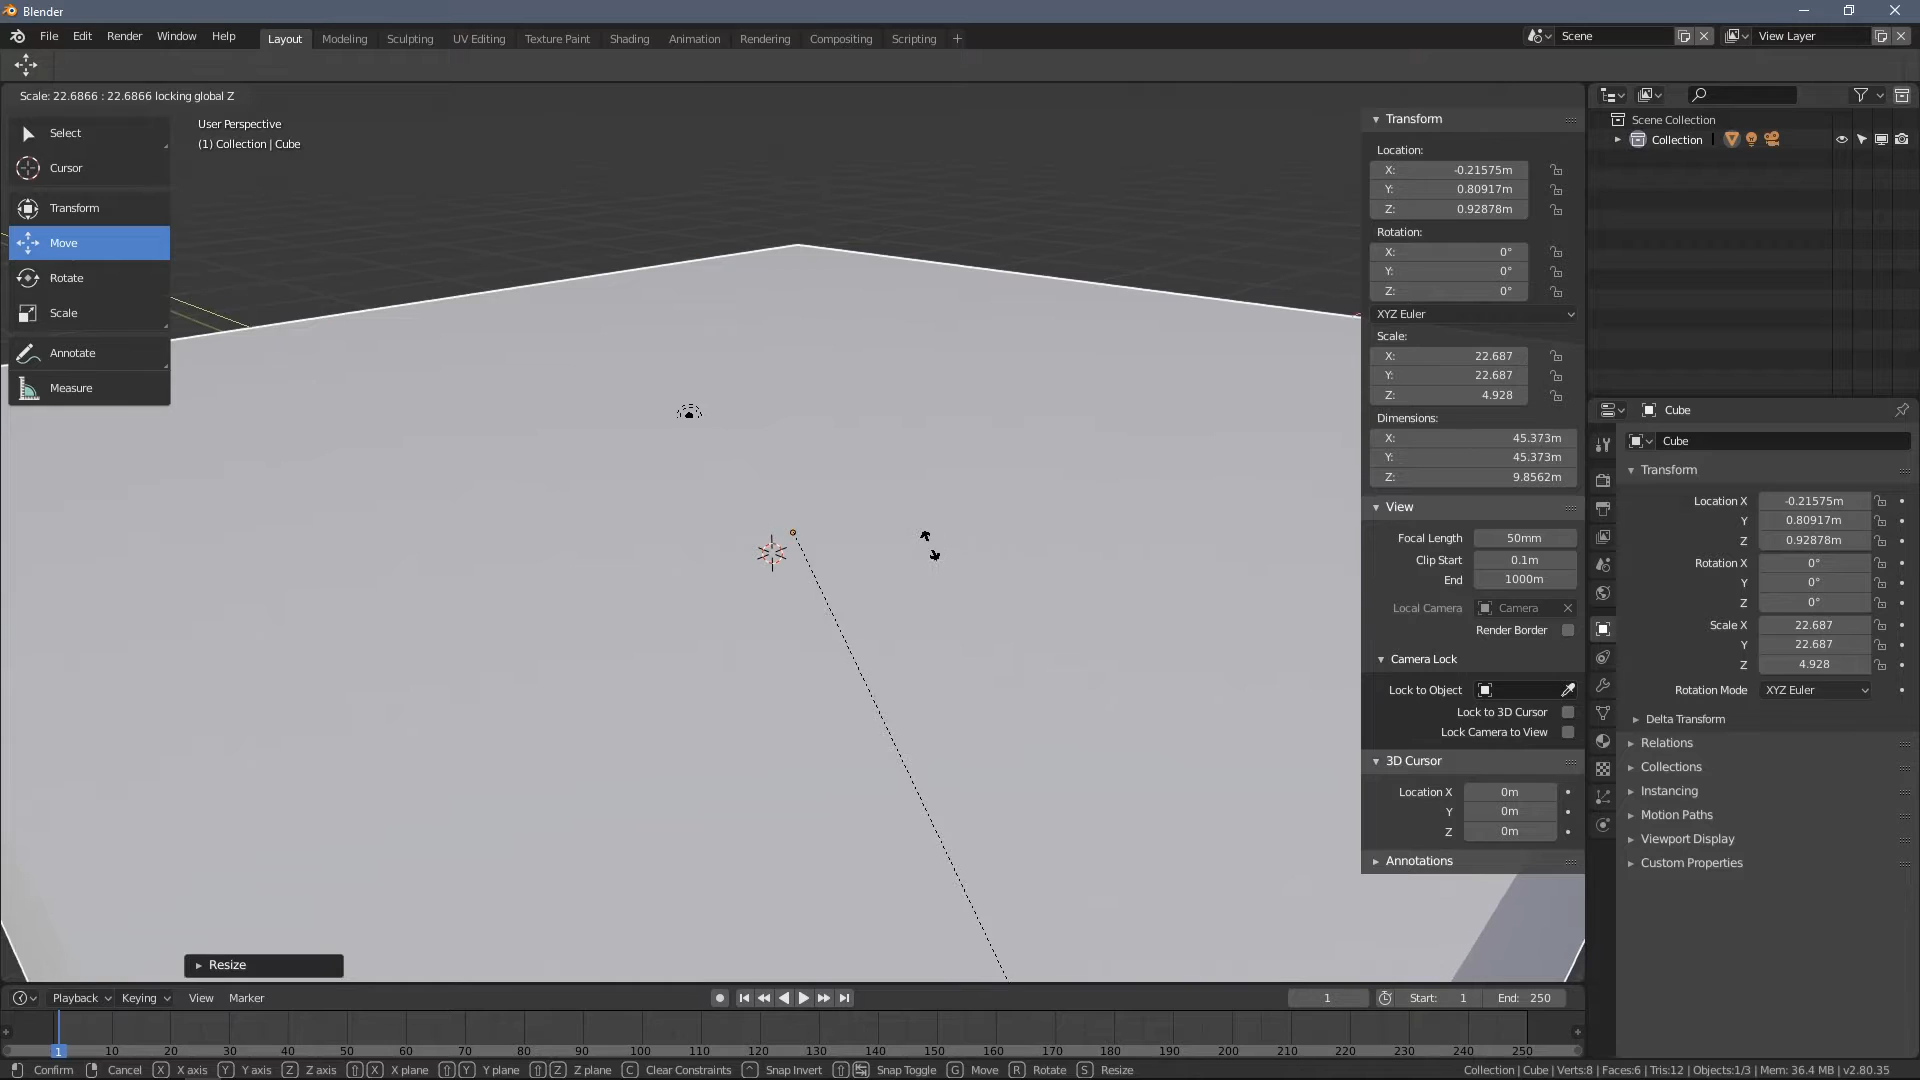 Blender
File Edit Render Window Help Layout Modeling Sculpting UV Editing Texture Paint Shading Animation Rendering Compositing Scripting + Scene View Layer
Scale: 22.6866 : 22.6866 locking global Z
User Perspective
(1) Collection | Cube
Select
Cursor
Transform
Move
Rotate
Scale
Annotate
Measure
Resize
Transform
Location:
X: -0.21575m
Y: 0.80917m
Z: 0.92878m
Rotation:
X: 0°
Y: 0°
Z: 0°
XYZ Euler
Scale:
X: 22.687
Y: 22.687
Z: 4.928
Dimensions:
X: 45.373m
Y: 45.373m
Z: 9.8562m
View
Focal Length 50mm
Clip Start 0.1m
End 1000m
Local Camera Camera
Render Border
Camera Lock
Lock to Object
Lock to 3D Cursor
Lock Camera to View
3D Cursor
Location X 0m
Y 0m
Z 0m
Annotations
Scene Collection
Collection
Cube
Cube
Transform
Location X -0.21575m
Y 0.80917m
Z 0.92878m
Rotation X 0°
Y 0°
Z 0°
Scale X 22.687
Y 22.687
Z 4.928
Rotation Mode XYZ Euler
Delta Transform
Relations
Collections
Instancing
Motion Paths
Viewport Display
Custom Properties
Playback Keying View Marker 1 Start: 1 End: 250
1 10 20 30 40 50 60 70 80 90 100 110 120 130 140 150 160 170 180 190 200 210 220 230 240 250
Confirm Cancel X X axis Y Y axis Z Z axis X X plane Y Y plane Z Z plane C Clear Constraints ^ Snap Invert Snap Toggle G Move R Rotate S Resize Collection | Cube | Verts:8 | Faces:6 | Tris:12 | Objects:1/3 | Mem: 36.4 MB | v2.80.35